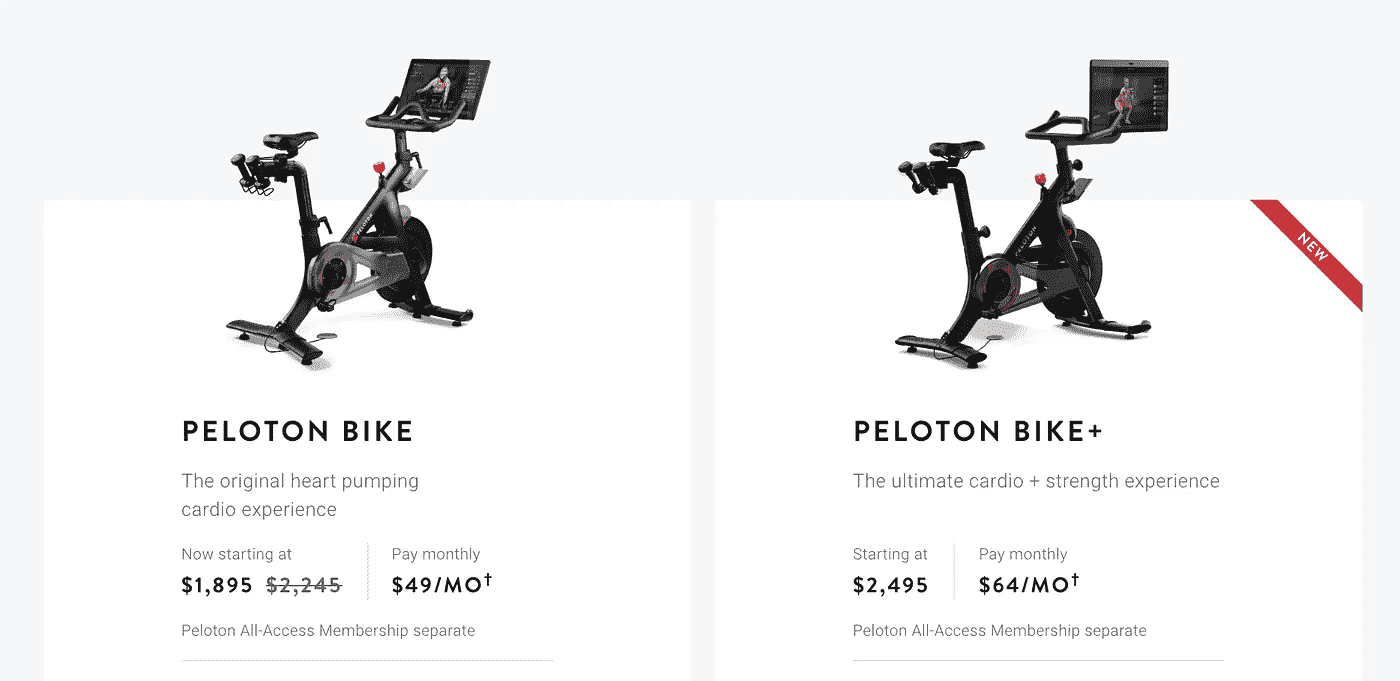 NEW
PELOTON BIKE
The original heart pumping
cardio experience
Now starting at
$1,895 $2,245
Pay monthly
$49/MO†
Peloton All-Access Membership separate
PELOTON BIKE+
The ultimate cardio + strength experience
Starting at
$2,495
Pay monthly
$64/MO†
Peloton All-Access Membership separate